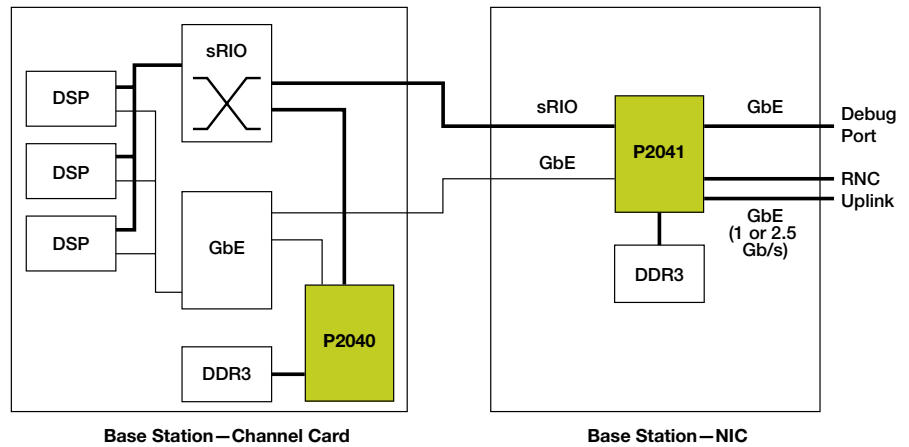 sRIO
DSP
DSP
DSP
GbE
P2040
DDR3
Base Station—Channel Card
sRIO
GbE
P2041
DDR3
GbE
GbE
(1 or 2.5
Gb/s)
Debug
Port
RNC
Uplink
Base Station—NIC